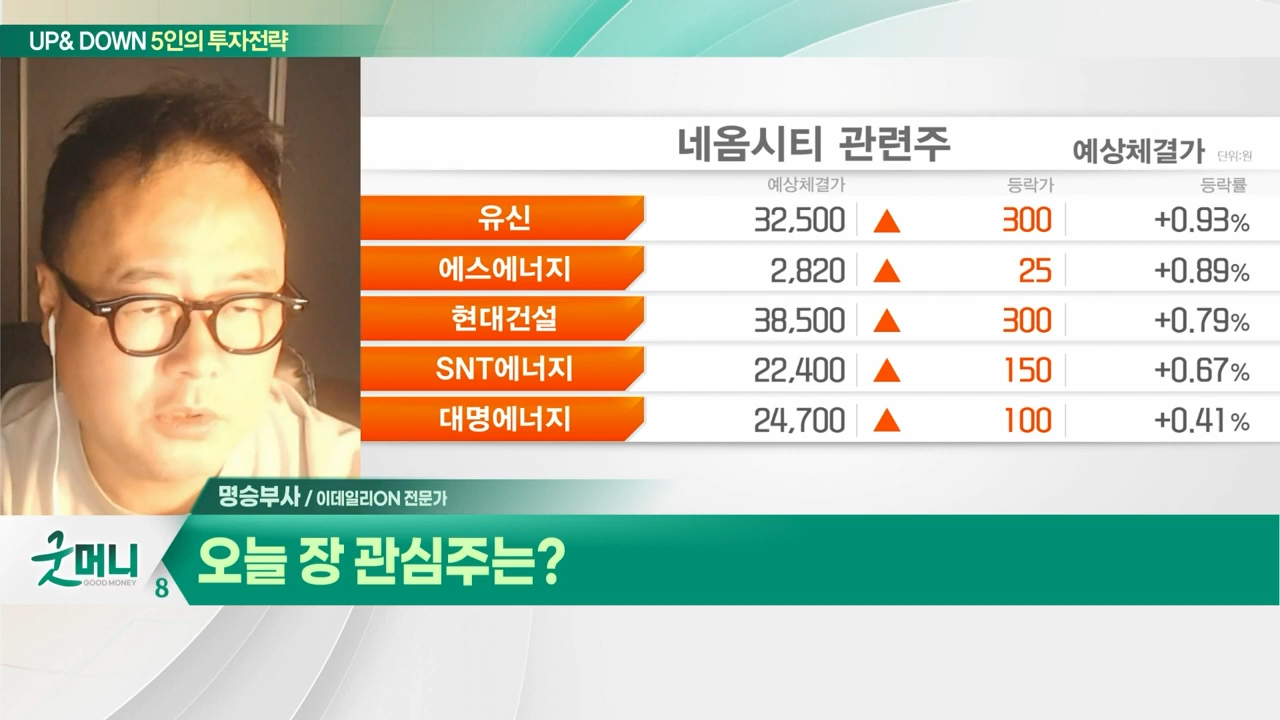 UP& DOWN 5인의 투자전략
네옴시티 관련주 예상체결가 단위:원
예상체결가 등락가 등락률
유신 32,500 ▲ 300 +0.93%
에스에너지 2,820 ▲ 25 +0.89%
현대건설 38,500 ▲ 300 +0.79%
SNT에너지 22,400 ▲ 150 +0.67%
대명에너지 24,700 ▲ 100 +0.41%
명승부사 / 이데일리ON 전문가
굿머니
GOOD MONEY
8
오늘 장 관심주는?